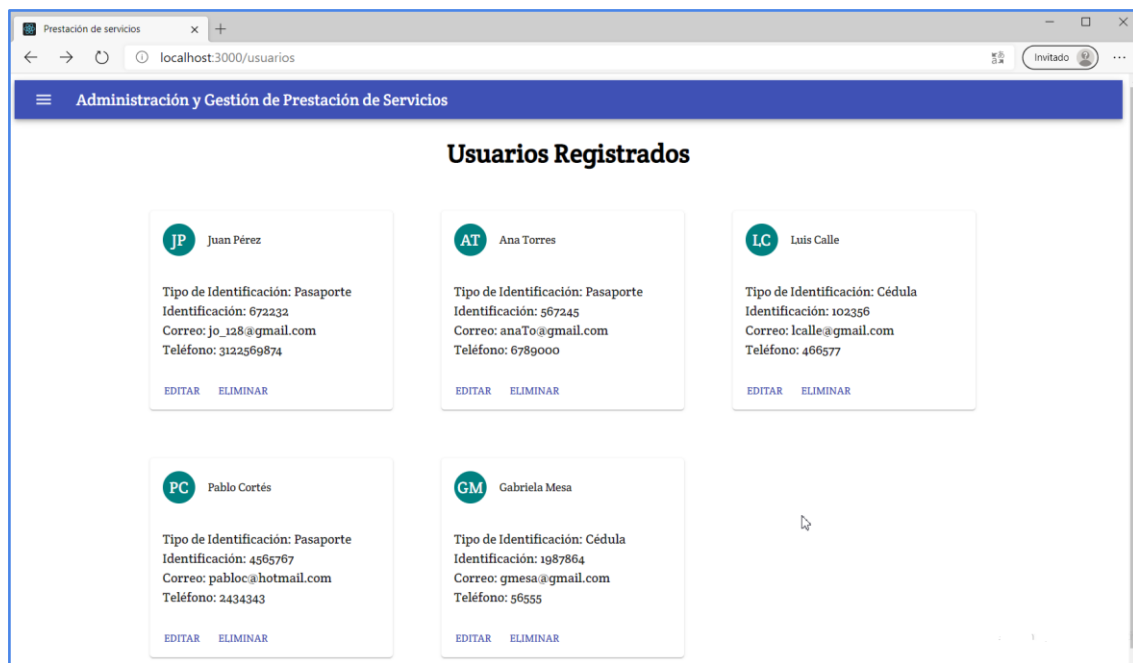 Prestación de servicios
localhost:3000/usuarios
Invitado
Administración y Gestión de Prestación de Servicios
Usuarios Registrados
JP Juan Pérez
Tipo de Identificación: Pasaporte
Identificación: 672232
Correo: jo_128@gmail.com
Teléfono: 3122569874
EDITAR ELIMINAR
AT Ana Torres
Tipo de Identificación: Pasaporte
Identificación: 567245
Correo: anaTo@gmail.com
Teléfono: 6789000
EDITAR ELIMINAR
LC Luis Calle
Tipo de Identificación: Cédula
Identificación: 102356
Correo: lcalle@gmail.com
Teléfono: 466577
EDITAR ELIMINAR
PC Pablo Cortés
Tipo de Identificación: Pasaporte
Identificación: 4565767
Correo: pabloc@hotmail.com
Teléfono: 2434343
EDITAR ELIMINAR
GM Gabriela Mesa
Tipo de Identificación: Cédula
Identificación: 1987864
Correo: gmesa@gmail.com
Teléfono: 56555
EDITAR ELIMINAR